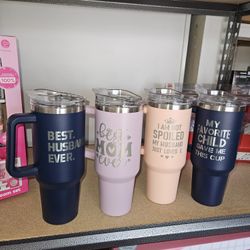 BEST.
HUSBAND
EVER.
best
MOM
ever
I AM NOT
SPOILED
MY HUSBAND
JUST LOVES ME
MY
FAVORITE
CHILD
GAVE ME
THIS CUP
100%